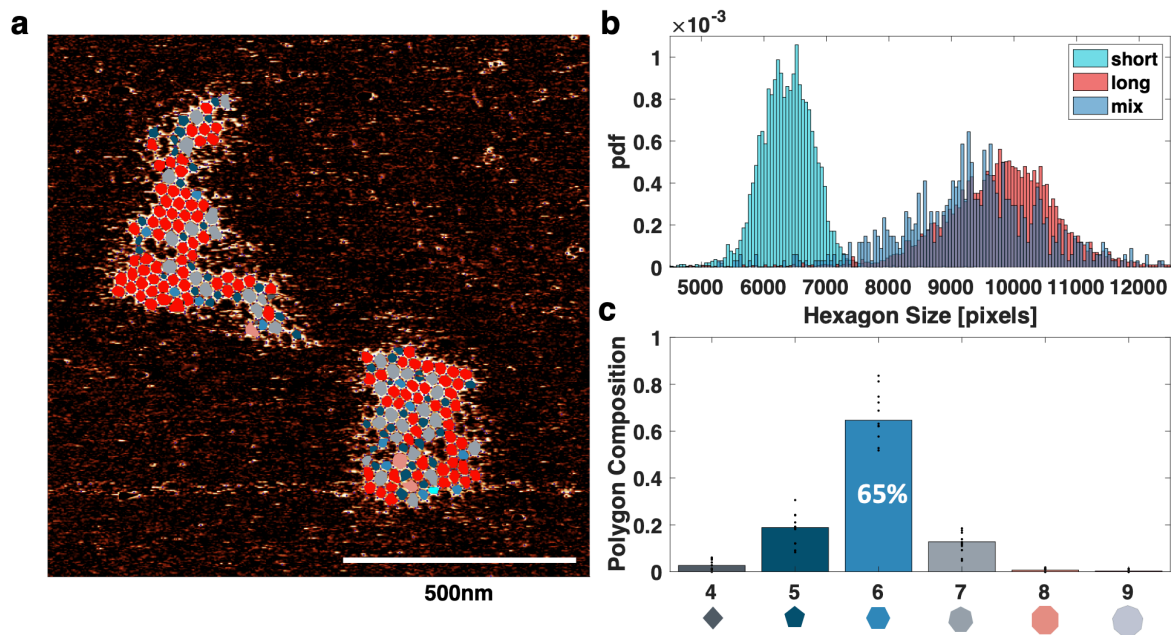 a
500nm
b
×10⁻³
1
0.8
0.6
0.4
0.2
0
pdf
short
long
mix
5000 6000 7000 8000 9000 10000 11000 12000
Hexagon Size [pixels]
c
1
0.8
0.6
0.4
0.2
0
Polygon Composition
65%
4 5 6 7 8 9